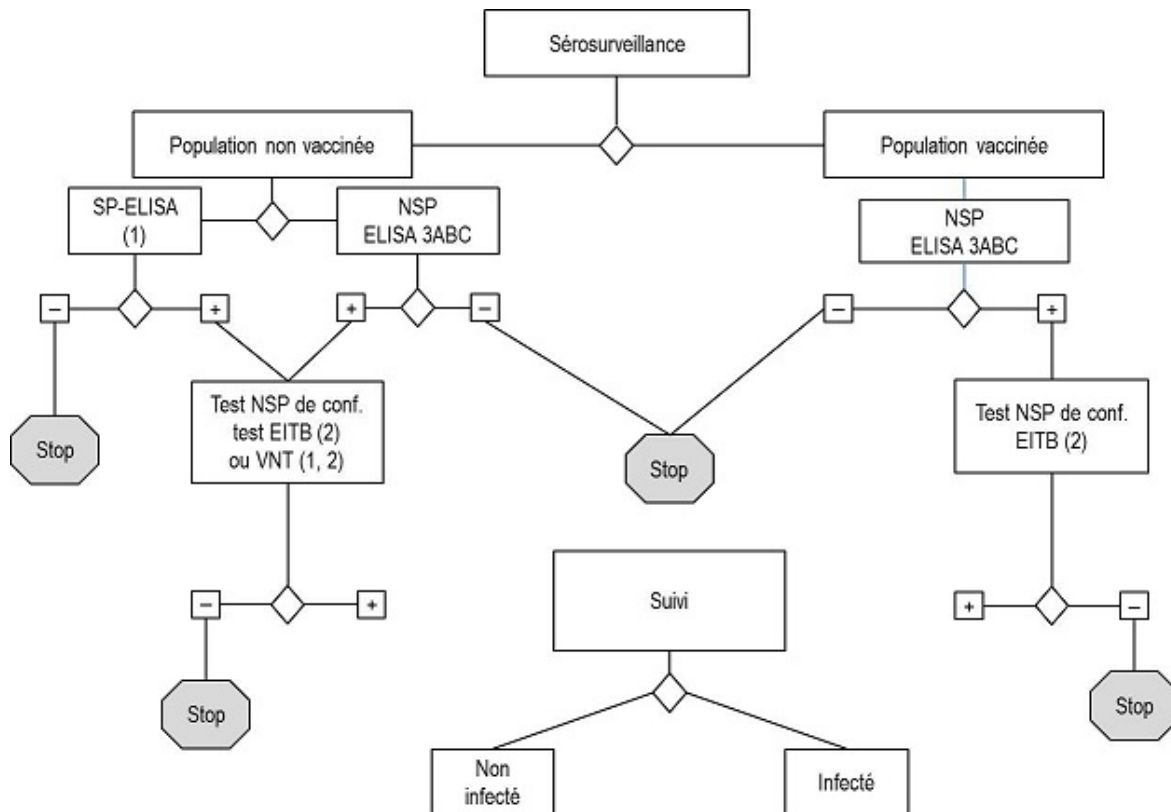 Sérosurveillance
Population non vaccinée
Population vaccinée
SP-ELISA
(1)
NSP
ELISA 3ABC
NSP
ELISA 3ABC
–
+
+
–
–
+
Test NSP de conf.
test EITB (2)
ou VNT (1, 2)
Test NSP de conf.
EITB (2)
Stop
Stop
Suivi
–
+
+
–
Stop
Stop
Non
infecté
Infecté